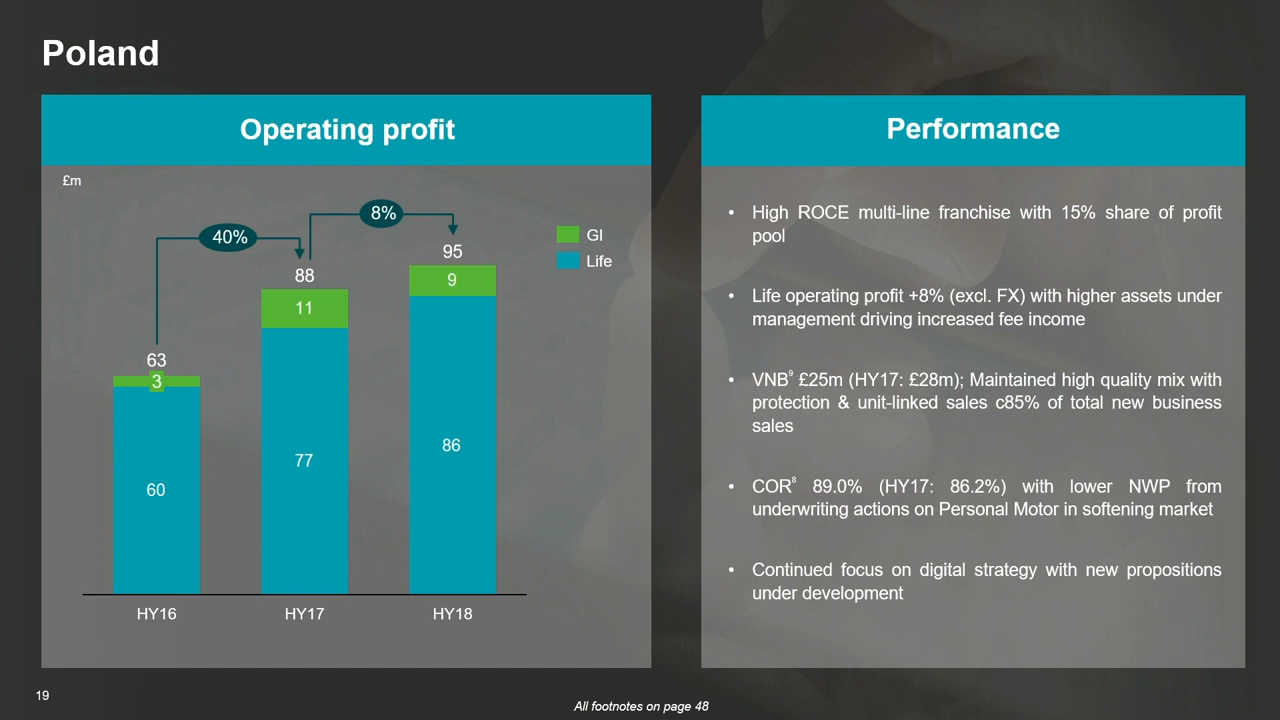 Poland
Operating profit
£m
40%
8%
63
3
60
88
11
77
95
9
86
GI
Life
HY16
HY17
HY18
Performance
• High ROCE multi-line franchise with 15% share of profit
pool
• Life operating profit +8% (excl. FX) with higher assets under
management driving increased fee income
• VNB⁹ £25m (HY17: £28m); Maintained high quality mix with
protection & unit-linked sales c85% of total new business
sales
• COR⁸ 89.0% (HY17: 86.2%) with lower NWP from
underwriting actions on Personal Motor in softening market
• Continued focus on digital strategy with new propositions
under development
19
All footnotes on page 48